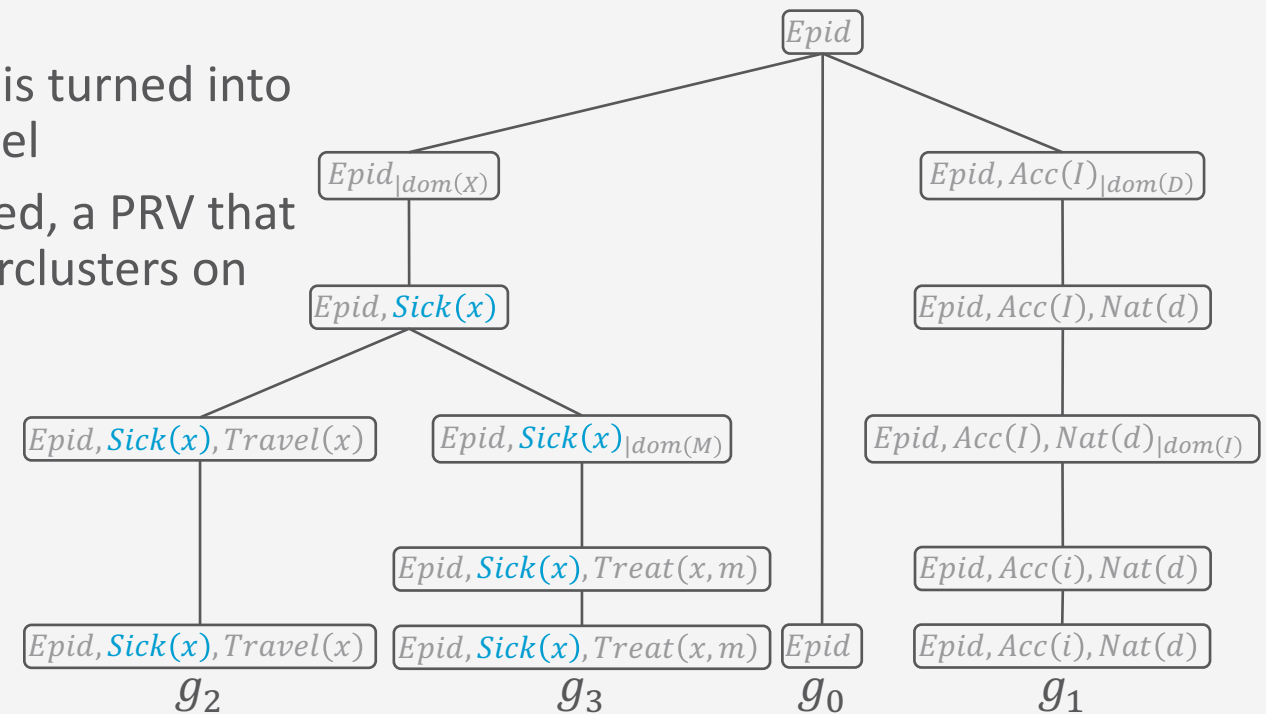 is turned into
el
ed, a PRV that
rclusters on
Epid
Epid|dom(X)
Epid, Acc(I)|dom(D)
Epid, Sick(x)
Epid, Acc(I), Nat(d)
Epid, Sick(x), Travel(x)
Epid, Sick(x)|dom(M)
Epid, Acc(I), Nat(d)|dom(I)
Epid, Sick(x), Treat(x, m)
Epid, Acc(i), Nat(d)
Epid, Sick(x), Travel(x)
Epid, Sick(x), Treat(x, m)
Epid
Epid, Acc(i), Nat(d)
g2
g3
g0
g1